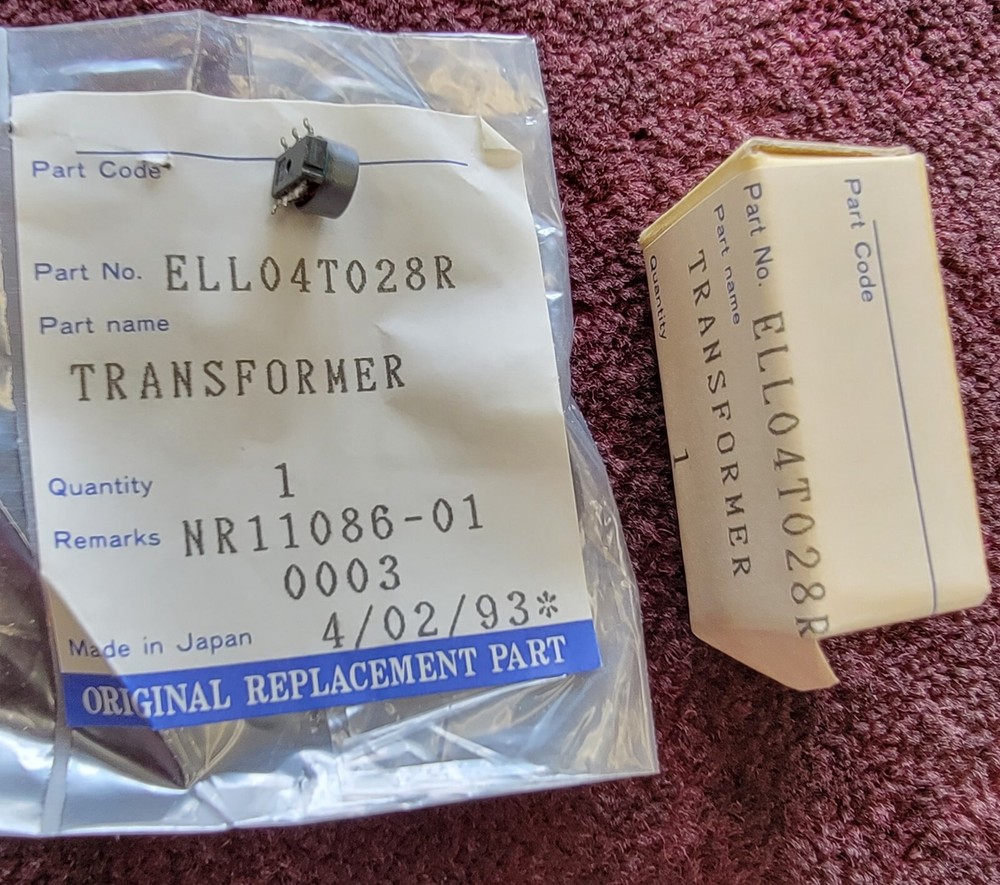 Part Code
Part No. ELL04T028R
Part name
TRANSFORMER
Quantity 1
Remarks NR11086-01
0003
4/02/93*
Made in Japan
ORIGINAL REPLACEMENT PART
Part Code
Part No. ELL04T028R
Part name
TRANSFORMER
Quantity 1